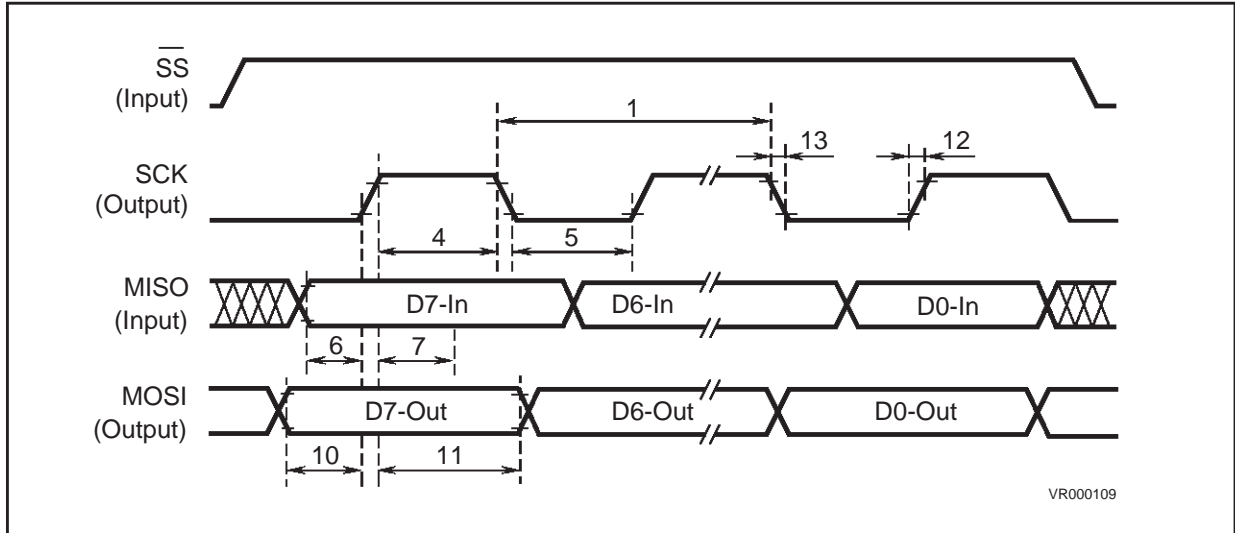 SS
(Input)
1
13
12
SCK
(Output)
4
5
MISO
(Input)
D7-In
D6-In
D0-In
6
7
MOSI
(Output)
D7-Out
D6-Out
D0-Out
10
11
VR000109